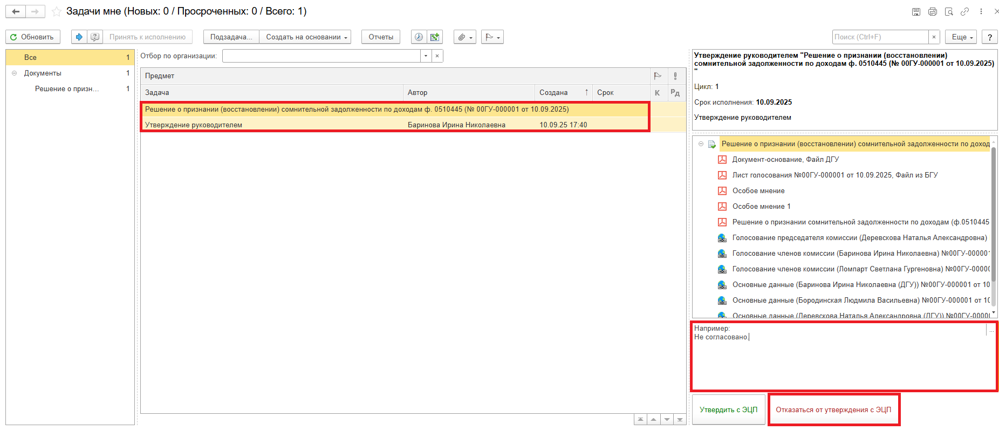 Задачи мне (Новых: 0 / Просроченных: 0 / Всего: 1)
Обновить
Принять к исполнению
Подзадача...
Создать на основании
Отчеты
Поиск (Ctrl+F)
×
Еще
?
Все 1
Документы 1
Решение о призн... 1
Отбор по организации:
Предмет
Задача Автор Создана ↑ Срок К Рд
Решение о признании (восстановлении) сомнительной задолженности по доходам ф. 0510445 (№ 00ГУ-000001 от 10.09.2025)
Утверждение руководителем Баринова Ирина Николаевна 10.09.25 17:40
Утверждение руководителем "Решение о признании (восстановлении)
сомнительной задолженности по доходам ф. 0510445 (№ 00ГУ-000001 от 10.09.2025)
"
Цикл: 1
Срок исполнения: 10.09.2025
Утверждение руководителем
Решение о признании (восстановлении) сомнительной задолженности по доход
Документ-основание, Файл ДГУ
Лист голосования №00ГУ-000001 от 10.09.2025, Файл из БГУ
Особое мнение
Особое мнение 1
Решение о признании сомнительной задолженности по доходам (ф.0510445
Голосование председателя комиссии (Деревскова Наталья Александровна)
Голосование членов комиссии (Баринова Ирина Николаевна) №00ГУ-000001
Голосование членов комиссии (Ломпарт Светлана Гургеновна) №00ГУ-0000
Основные данные (Баринова Ирина Николаевна (ДГУ)) №00ГУ-000001 от 10
Основные данные (Бородинская Людмила Васильевна) №00ГУ-000001 от 10
Основные данные (Деревскова Наталья Александровна (ДГУ)) №00ГУ-0000
Например:
Не согласовано.
...
Утвердить с ЭЦП
Отказаться от утверждения с ЭЦП